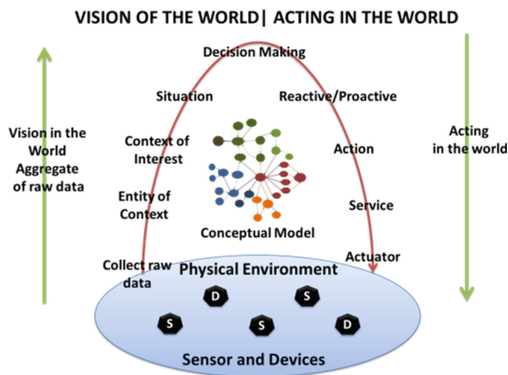 VISION OF THE WORLD| ACTING IN THE WORLD
Decision Making
Situation
Reactive/Proactive
Vision in the
World
Aggregate
of raw data
Context of
Interest
Action
Acting
in the world
Entity of
Context
Service
Conceptual Model
Collect raw
data
Physical Environment
Actuator
D
S
S
S
D
Sensor and Devices